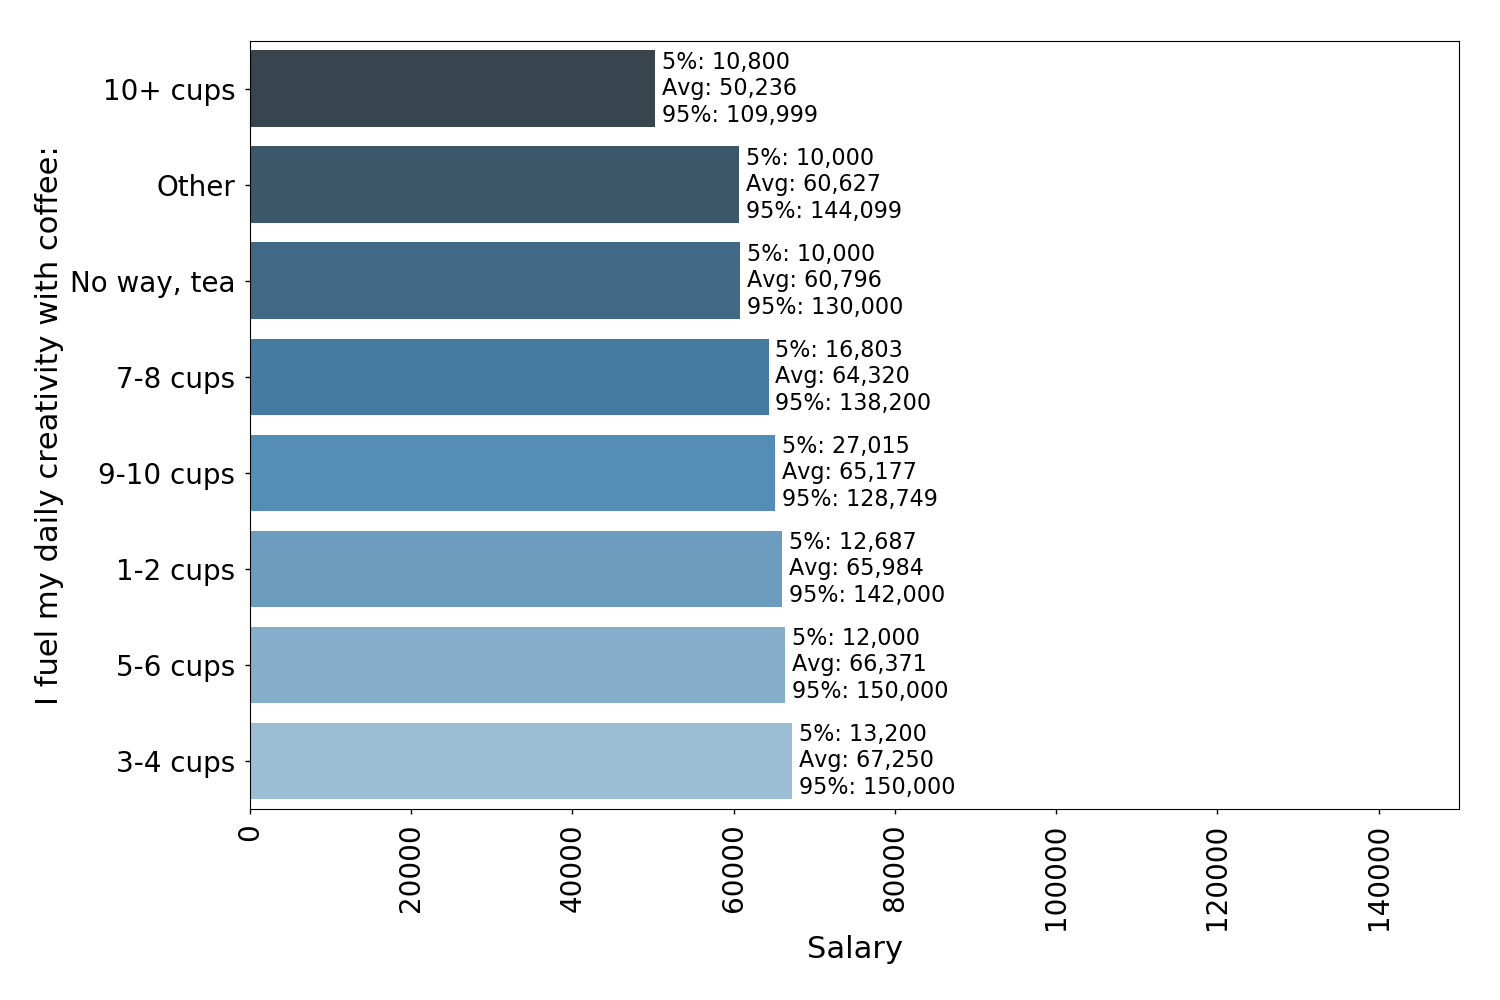 I fuel my daily creativity with coffee:
10+ cups
5%: 10,800
Avg: 50,236
95%: 109,999
Other
5%: 10,000
Avg: 60,627
95%: 144,099
No way, tea
5%: 10,000
Avg: 60,796
95%: 130,000
7-8 cups
5%: 16,803
Avg: 64,320
95%: 138,200
9-10 cups
5%: 27,015
Avg: 65,177
95%: 128,749
1-2 cups
5%: 12,687
Avg: 65,984
95%: 142,000
5-6 cups
5%: 12,000
Avg: 66,371
95%: 150,000
3-4 cups
5%: 13,200
Avg: 67,250
95%: 150,000
0
20000
40000
60000
80000
100000
120000
140000
Salary